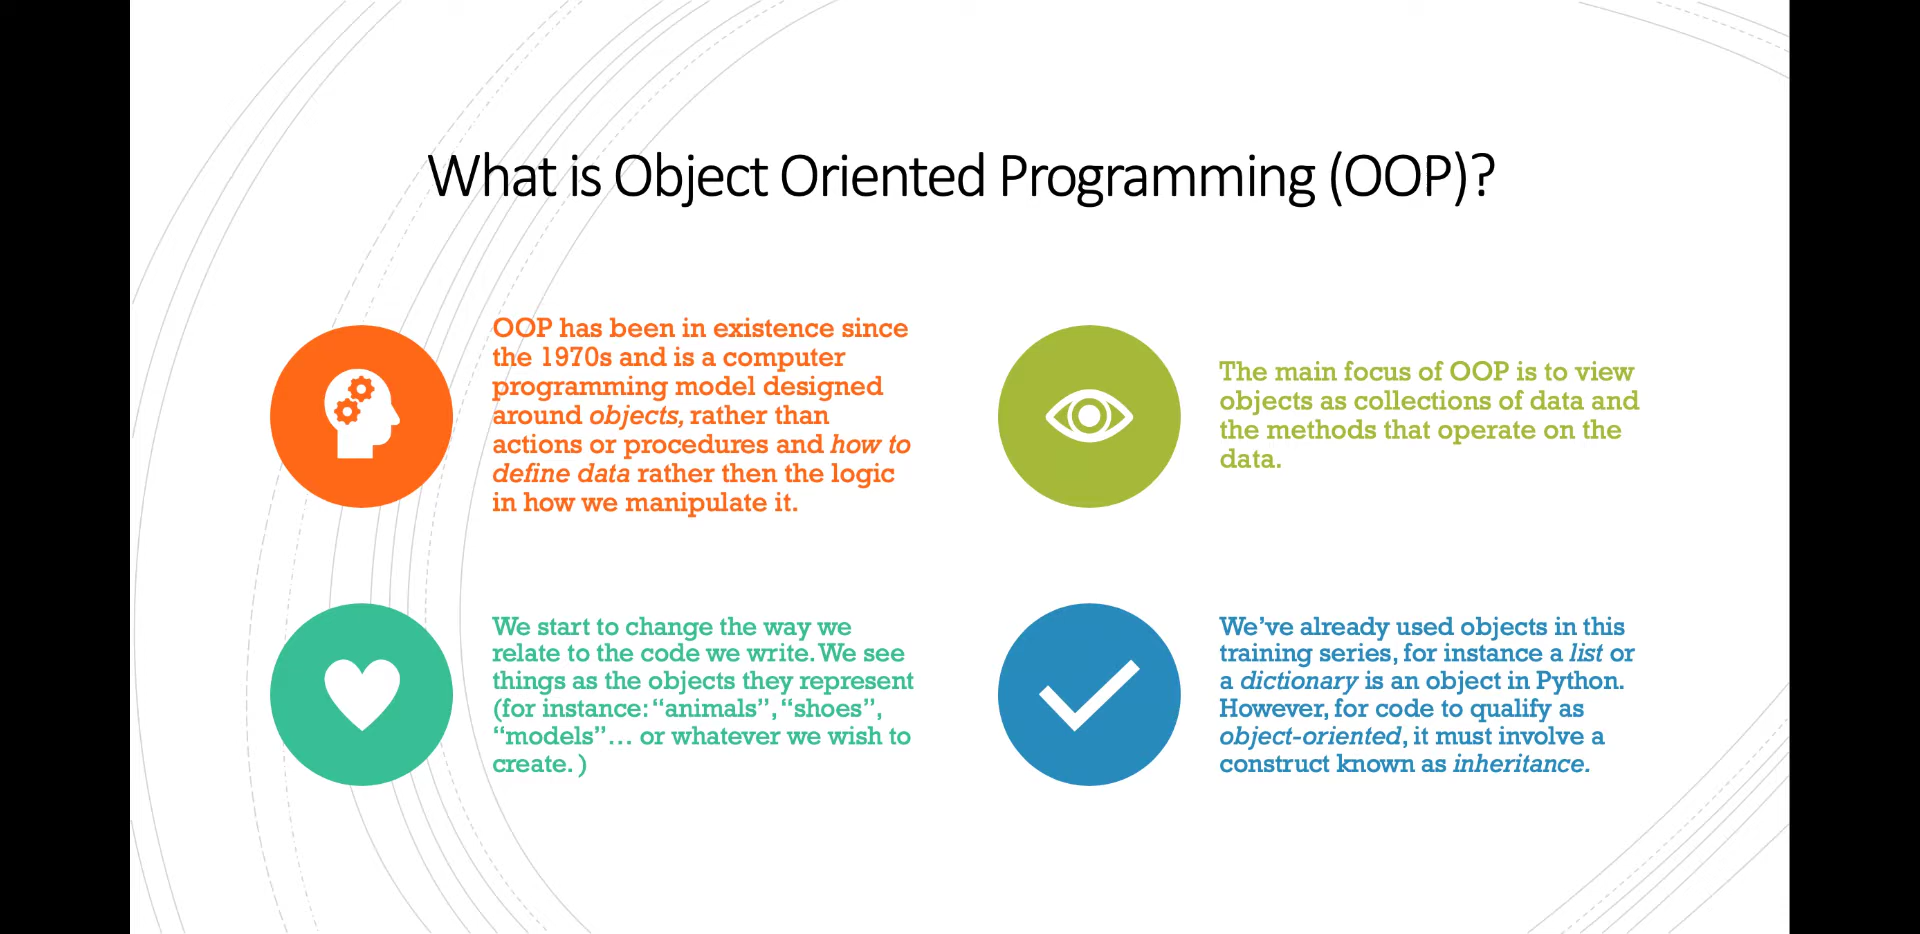 What is Object Oriented Programming (OOP)?
OOP has been in existence since
the 1970s and is a computer
programming model designed
around objects, rather than
actions or procedures and how to
define data rather then the logic
in how we manipulate it.
The main focus of OOP is to view
objects as collections of data and
the methods that operate on the
data.
We start to change the way we
relate to the code we write. We see
things as the objects they represent
(for instance: “animals”, “shoes”,
“models”… or whatever we wish to
create. )
We’ve already used objects in this
training series, for instance a list or
a dictionary is an object in Python.
However, for code to qualify as
object-oriented, it must involve a
construct known as inheritance.